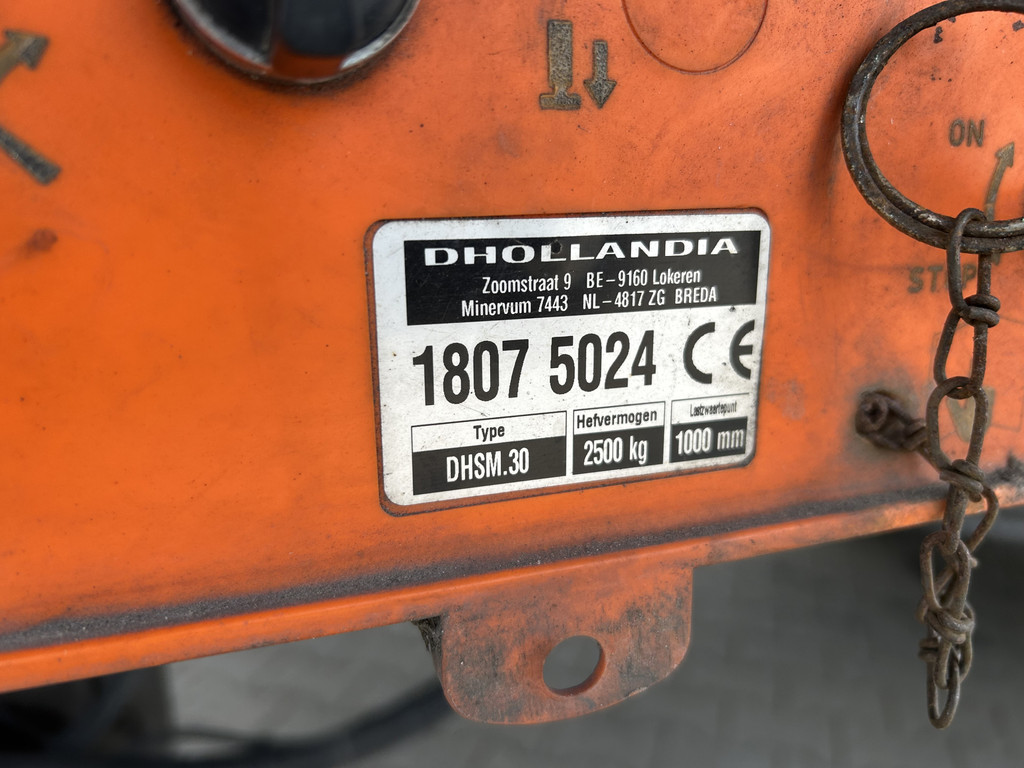 ON
STOP
DHOLLANDIA
Zoomstraat 9 BE-9160 Lokeren
Minervum 7443 NL-4817 ZG BREDA
1807 5024 CE
Type
DHSM.30
Hefvermogen
2500 kg
Lastzwaartepunt
1000 mm